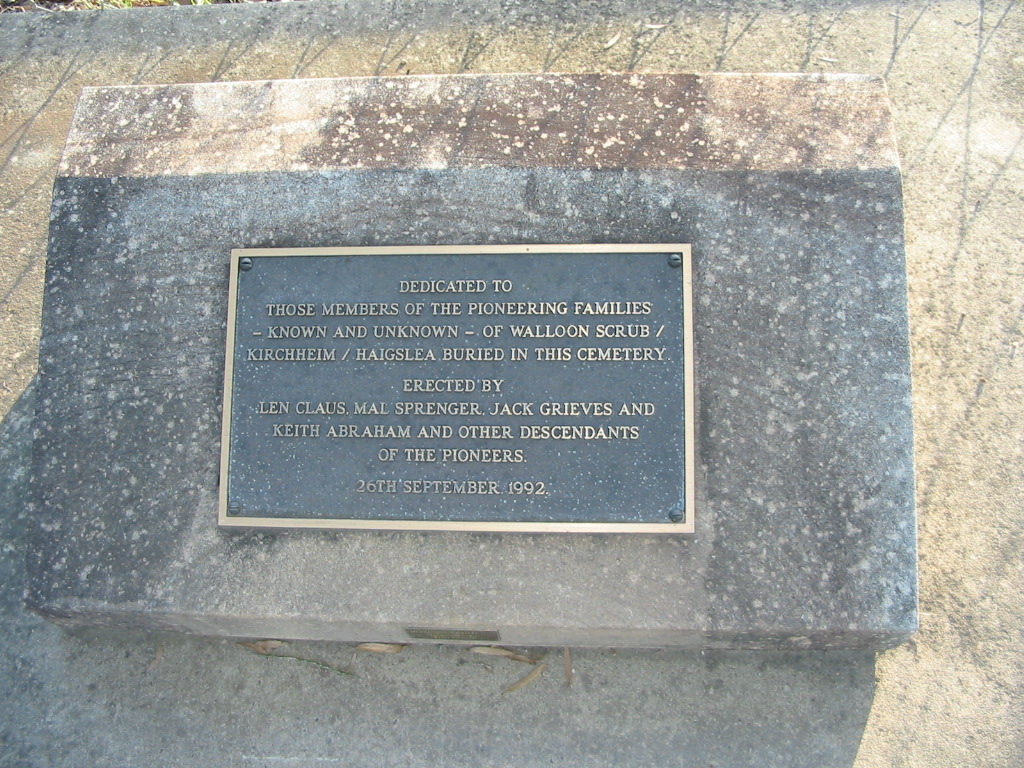 DEDICATED TO
THOSE MEMBERS OF THE PIONEERING FAMILIES
– KNOWN AND UNKNOWN – OF WALLOON SCRUB /
KIRCHHEIM / HAIGSLEA BURIED IN THIS CEMETERY.
ERECTED BY
LEN CLAUS, MAL SPRENGER, JACK GRIEVES AND
KEITH ABRAHAM AND OTHER DESCENDANTS
OF THE PIONEERS.
26TH SEPTEMBER, 1992.